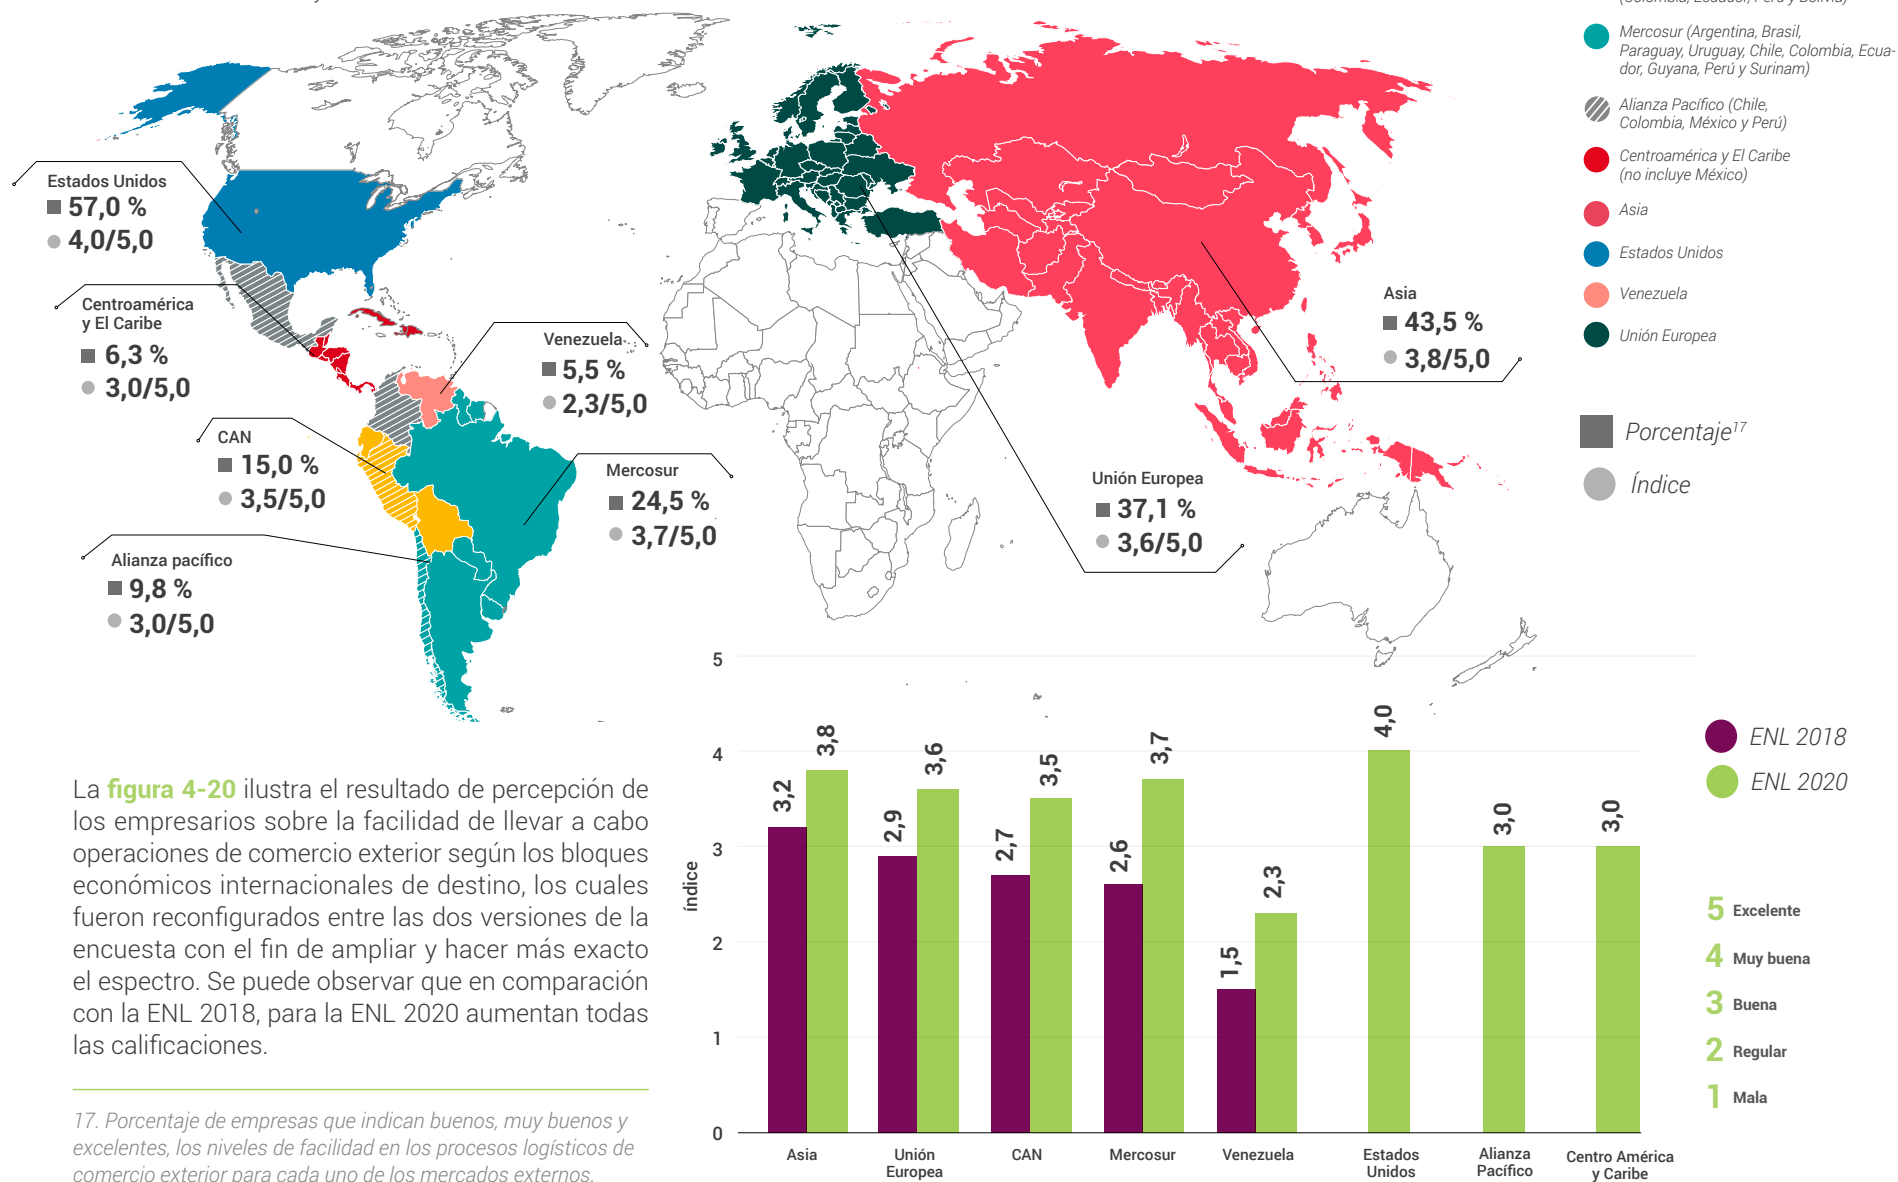 (Colombia, Ecuador, Perú y Bolivia)
Mercosur (Argentina, Brasil,
Paraguay, Uruguay, Chile, Colombia, Ecua-
dor, Guyana, Perú y Surinam)
Alianza Pacífico (Chile,
Colombia, México y Perú)
Centroamérica y El Caribe
(no incluye México)
Asia
Estados Unidos
Venezuela
Unión Europea
Porcentaje17
Índice
Estados Unidos
57,0 %
4,0/5,0
Centroamérica
y El Caribe
6,3 %
3,0/5,0
Venezuela
5,5 %
2,3/5,0
CAN
15,0 %
3,5/5,0
Mercosur
24,5 %
3,7/5,0
Alianza pacífico
9,8 %
3,0/5,0
Asia
43,5 %
3,8/5,0
Unión Europea
37,1 %
3,6/5,0
La figura 4-20 ilustra el resultado de percepción de
los empresarios sobre la facilidad de llevar a cabo
operaciones de comercio exterior según los bloques
económicos internacionales de destino, los cuales
fueron reconfigurados entre las dos versiones de la
encuesta con el fin de ampliar y hacer más exacto
el espectro. Se puede observar que en comparación
con la ENL 2018, para la ENL 2020 aumentan todas
las calificaciones.
17. Porcentaje de empresas que indican buenos, muy buenos y
excelentes, los niveles de facilidad en los procesos logísticos de
comercio exterior para cada uno de los mercados externos.
índice
5
4
3
2
1
0
3,2
3,8
2,9
3,6
2,7
3,5
2,6
3,7
1,5
2,3
4,0
3,0
3,0
Asia
Unión
Europea
CAN
Mercosur
Venezuela
Estados
Unidos
Alianza
Pacífico
Centro América
y Caribe
ENL 2018
ENL 2020
5 Excelente
4 Muy buena
3 Buena
2 Regular
1 Mala